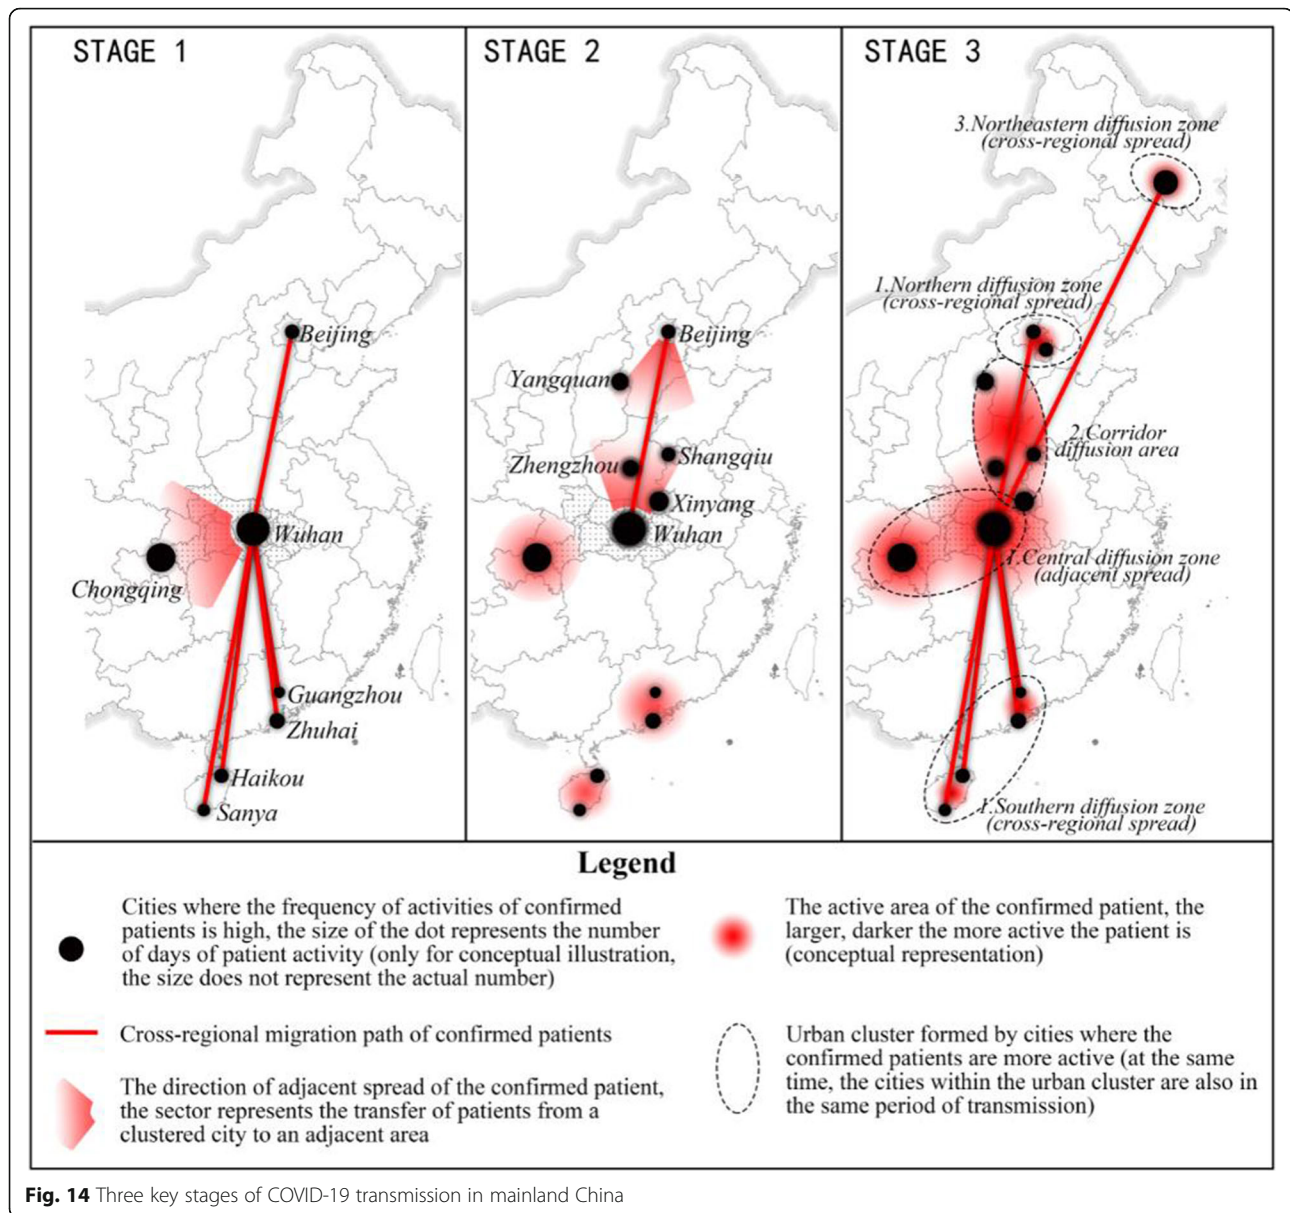 STAGE 1
Beijing
Wuhan
Chongqing
Guangzhou
Zhuhai
Haikou
Sanya
STAGE 2
Beijing
Yangquan
Shangqiu
Zhengzhou
Xinyang
Wuhan
STAGE 3
3.Northeastern diffusion zone
(cross-regional spread)
1.Northern diffusion zone
(cross-regional spread)
2.Corridor
diffusion area
1.Central diffusion zone
(adjacent spread)
1.Southern diffusion zone
(cross-regional spread)
Legend
Cities where the frequency of activities of confirmed
patients is high, the size of the dot represents the number
of days of patient activity (only for conceptual illustration,
the size does not represent the actual number)
Cross-regional migration path of confirmed patients
The direction of adjacent spread of the confirmed patient,
the sector represents the transfer of patients from a
clustered city to an adjacent area
The active area of the confirmed patient, the
larger, darker the more active the patient is
(conceptual representation)
Urban cluster formed by cities where the
confirmed patients are more active (at the same
time, the cities within the urban cluster are also in
the same period of transmission)
Fig. 14 Three key stages of COVID-19 transmission in mainland China